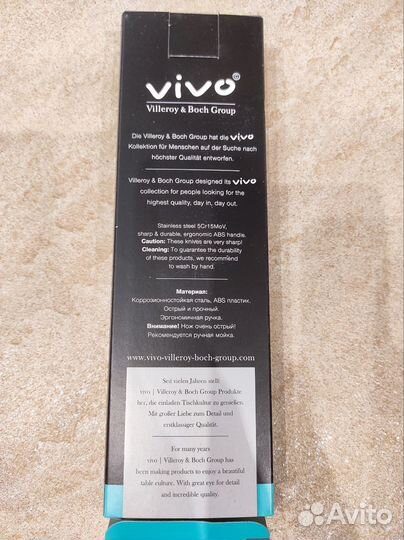 vivo
Villeroy & Boch Group
Die Villeroy & Boch Group hat die vivo
Kollektion für Menschen auf der Suche nach
höchster Qualität entworfen.
Villeroy & Boch Group designed its vivo
collection for people looking for the
highest quality, day in, day out.
Stainless steel 5Cr15MoV,
sharp & durable, ergonomic ABS handle.
Caution: These knives are very sharp!
Cleaning: To guarantee the durability
of these products, we recommend
to wash by hand.
Материал:
Коррозионностойкая сталь, ABS пластик.
Острый и прочный.
Эргономичная ручка.
Внимание! Нож очень острый!
Рекомендуется ручная мойка.
www.vivo-villeroy-boch-group.com
Seit vielen Jahren stellt
vivo | Villeroy & Boch Group Produkte
her, die einladen Tischkultur zu genießen.
Mit großer Liebe zum Detail und
erstklassiger Qualität.
For many years
vivo | Villeroy & Boch Group has
been making products to enjoy a beautiful
table culture. With great eye for detail
and incredible quality.
Avito